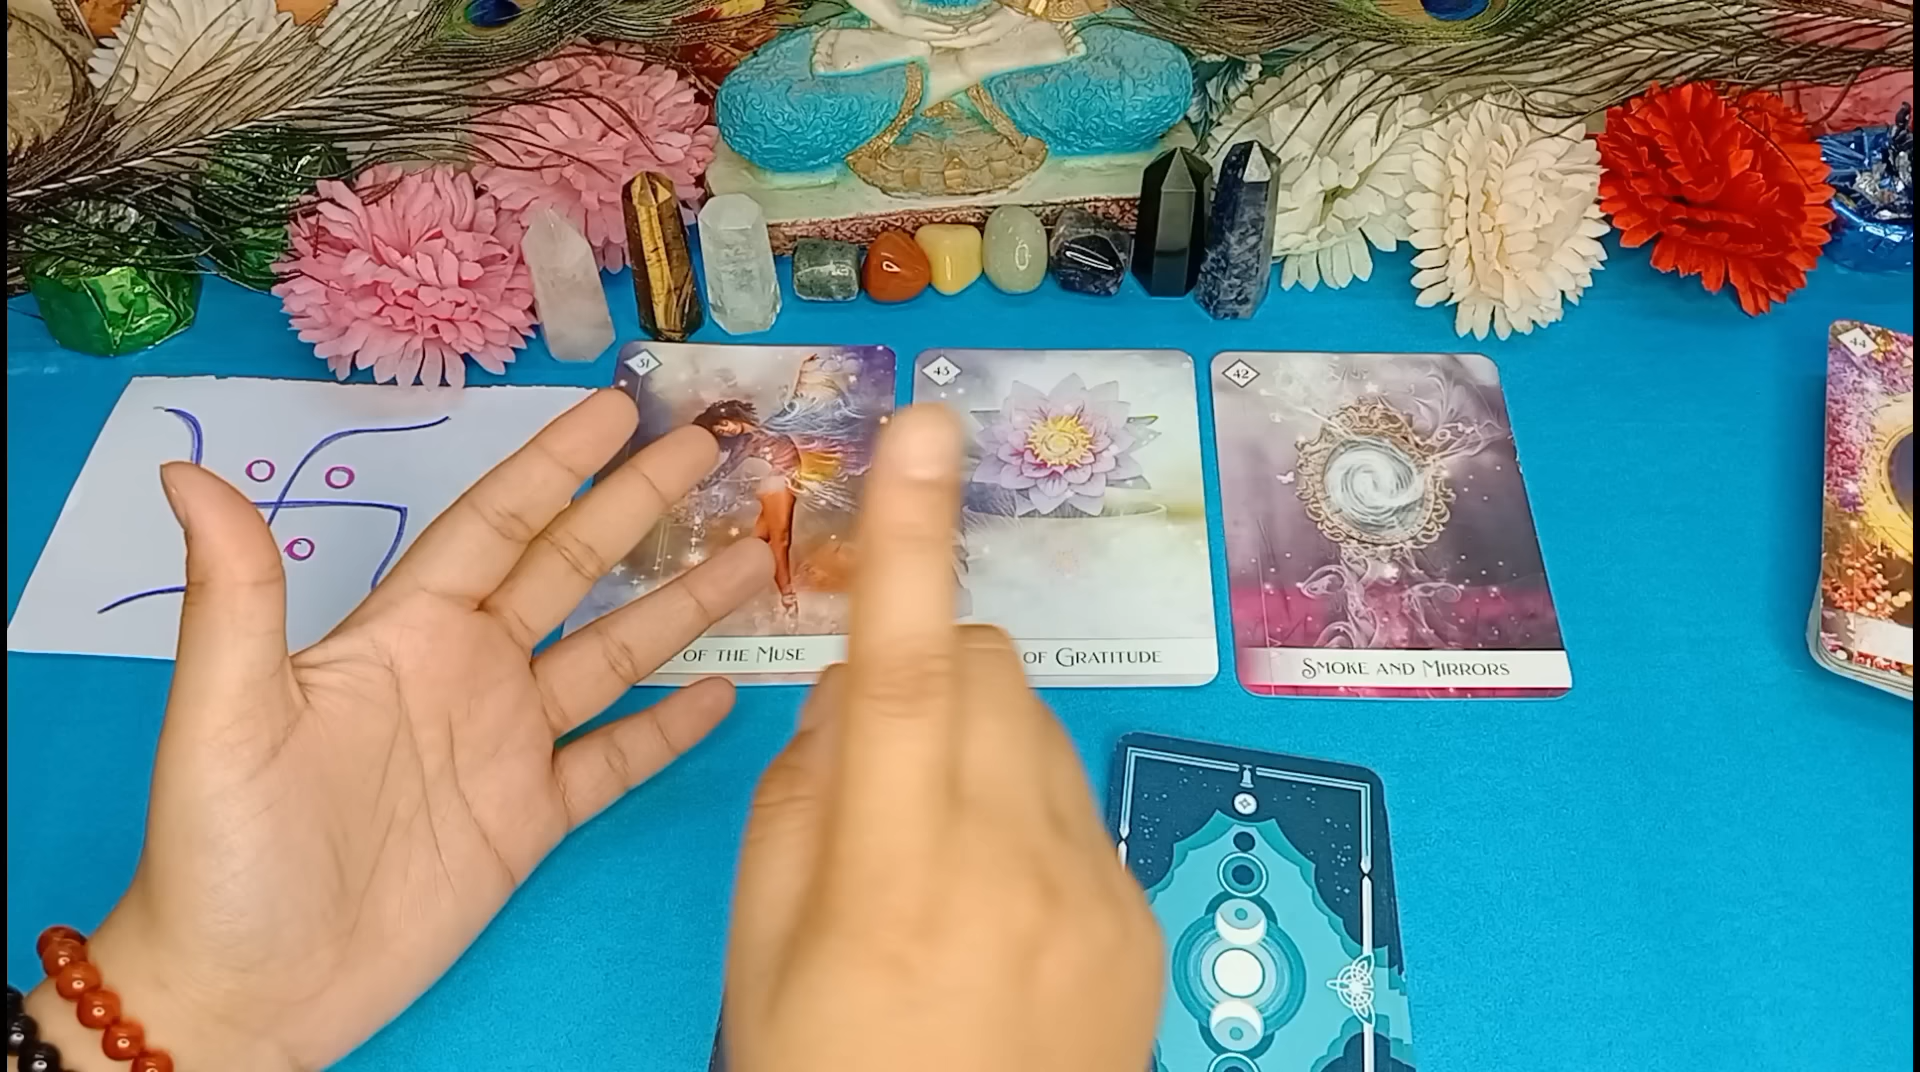 51
43
42
44
OF THE MUSE
OF GRATITUDE
SMOKE AND MIRRORS